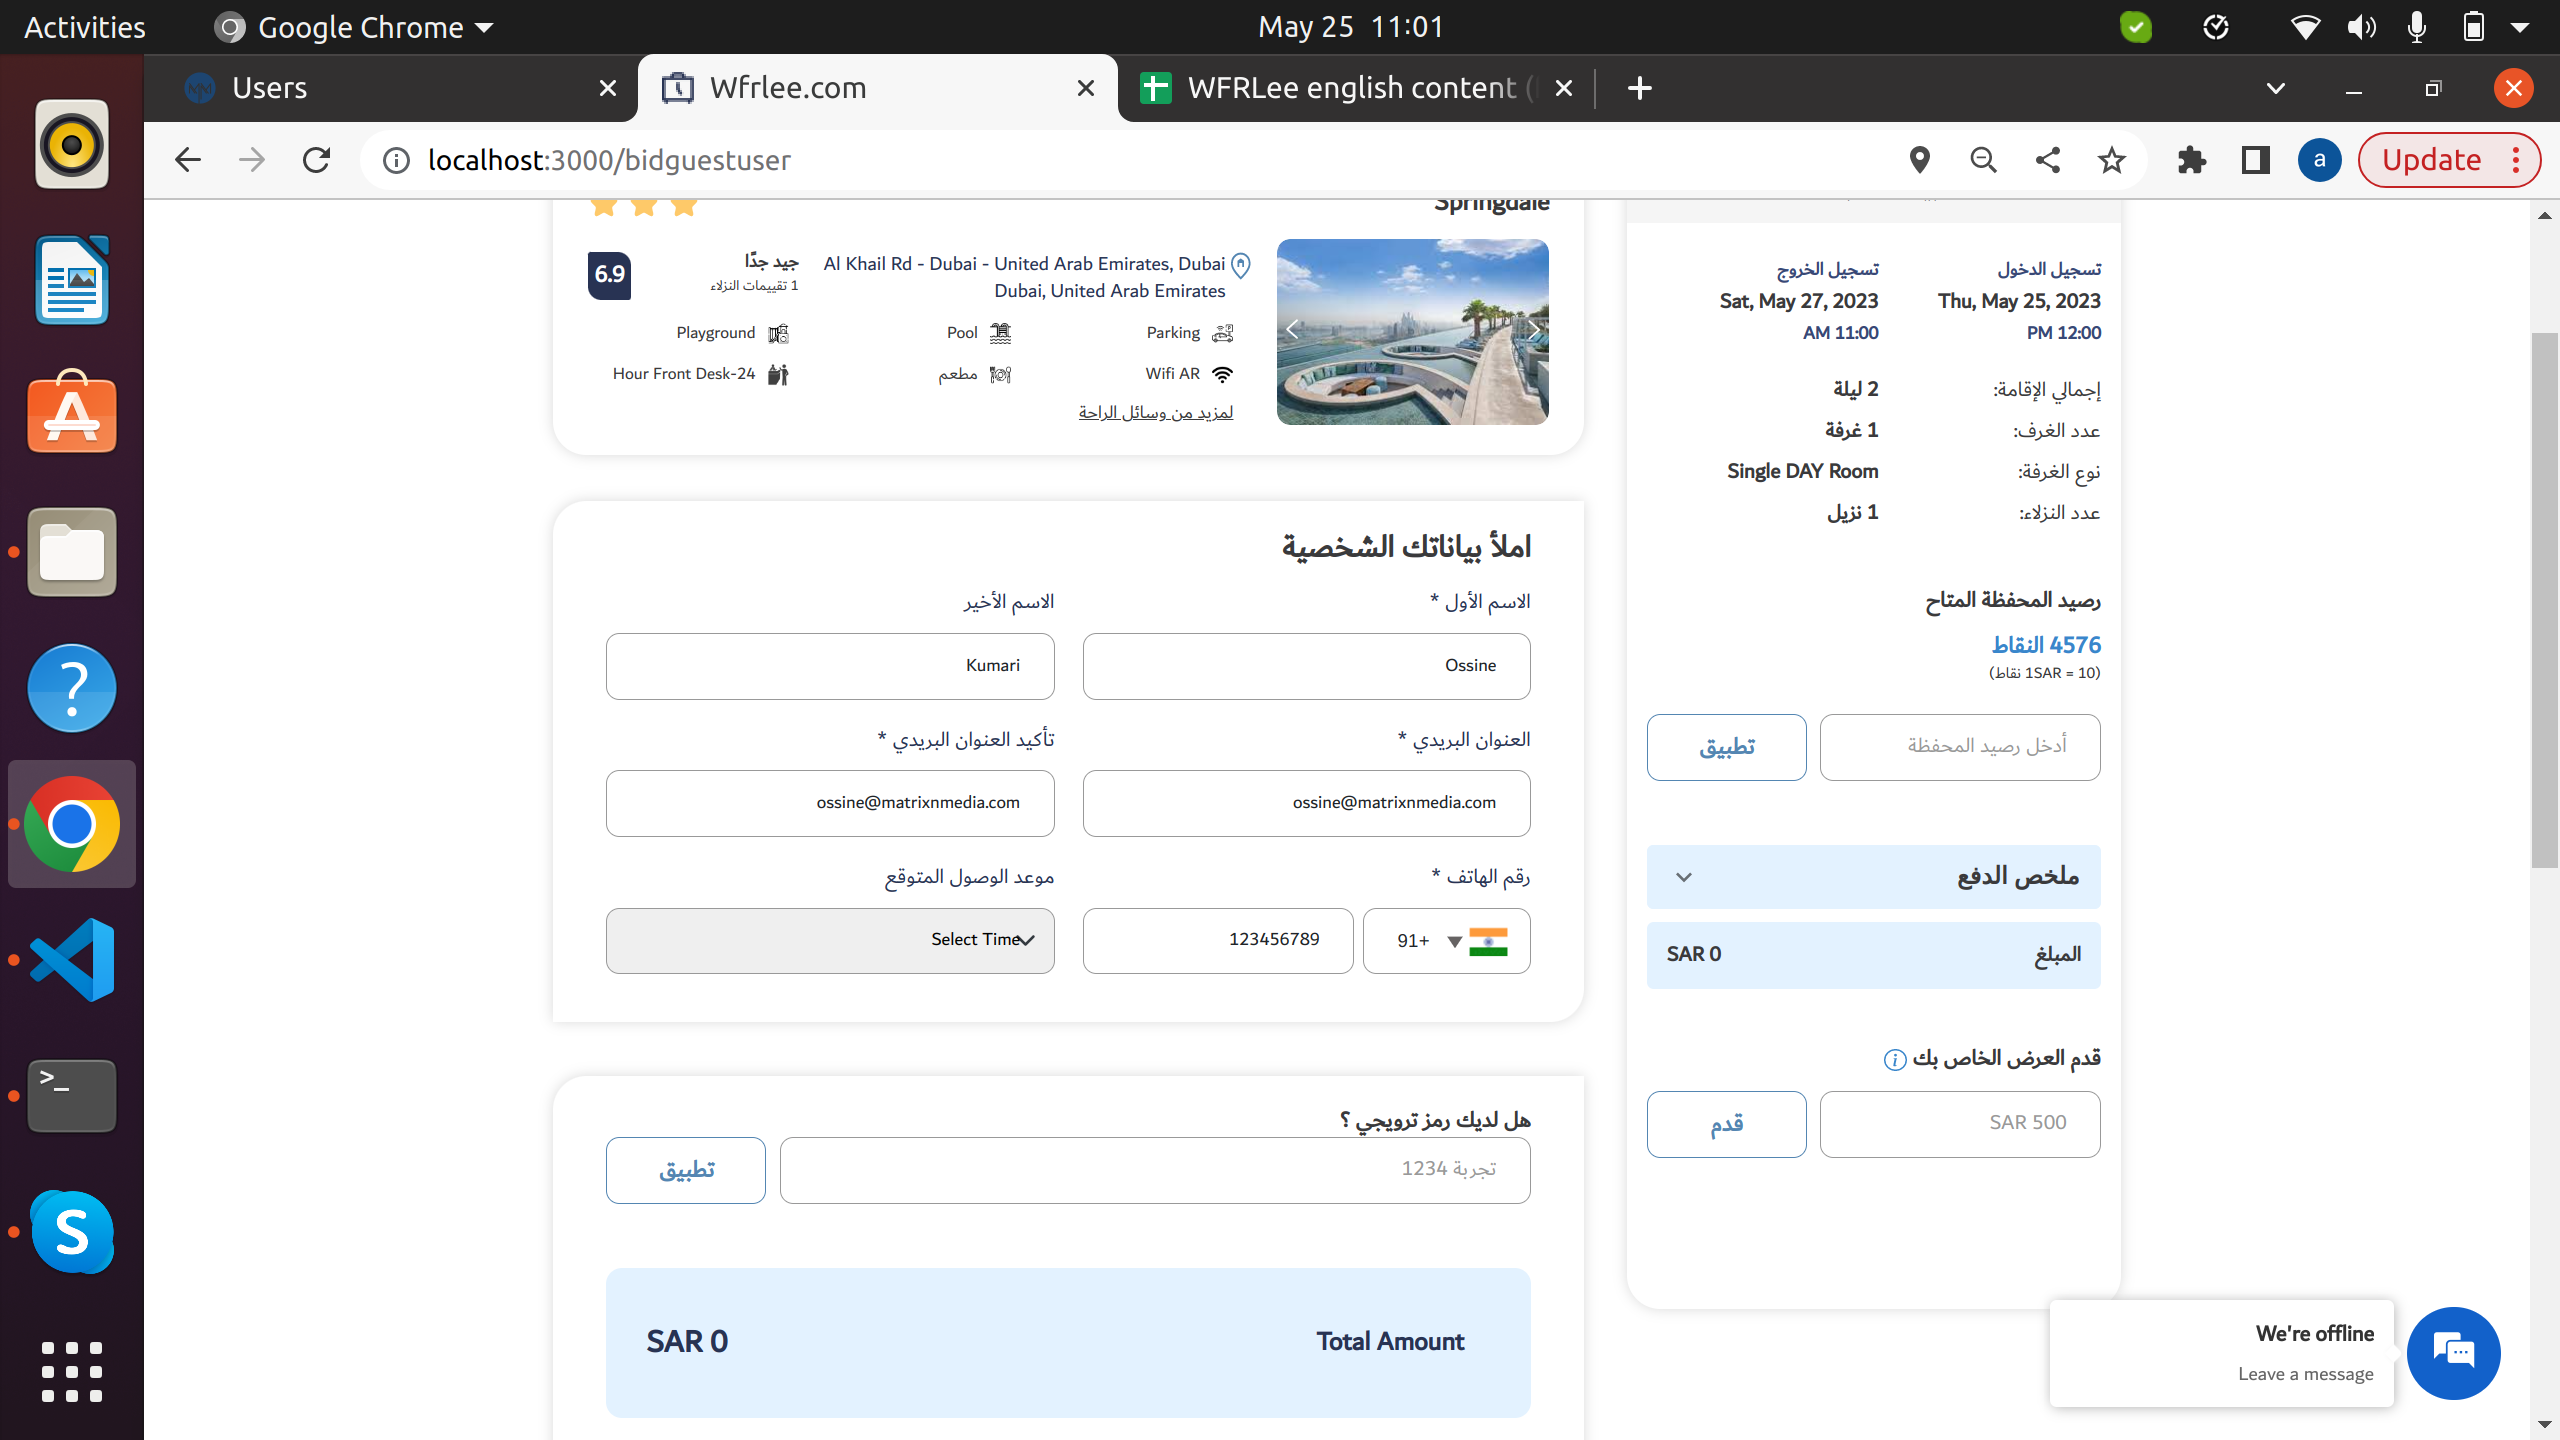 Activities
Google Chrome
May 25 11:01
Users
Wfrlee.com
WFRLee english content (
localhost:3000/bidguestuser
a
Update
Springdale
Al Khail Rd - Dubai - United Arab Emirates, Dubai
Dubai, United Arab Emirates
جيد جدًا
1 تقييمات النزلاء
6.9
Parking
Pool
Playground
Wifi AR
مطعم
Hour Front Desk-24
لمزيد من وسائل الراحة
املأ بياناتك الشخصية
الاسم الأول *
الاسم الأخير
Ossine
Kumari
العنوان البريدي *
تأكيد العنوان البريدي *
ossine@matrixnmedia.com
ossine@matrixnmedia.com
رقم الهاتف *
موعد الوصول المتوقع
91+
123456789
Select Time
هل لديك رمز ترويجي ؟
تجربة 1234
تطبيق
Total Amount
SAR 0
تسجيل الدخول
تسجيل الخروج
Thu, May 25, 2023
Sat, May 27, 2023
PM 12:00
AM 11:00
إجمالي الإقامة:
2 ليلة
عدد الغرف:
1 غرفة
نوع الغرفة:
Single DAY Room
عدد النزلاء:
1 نزيل
رصيد المحفظة المتاح
4576 النقاط
(1SAR = 10 نقاط)
أدخل رصيد المحفظة
تطبيق
ملخص الدفع
المبلغ
SAR 0
قدم العرض الخاص بك
SAR 500
قدم
We're offline
Leave a message